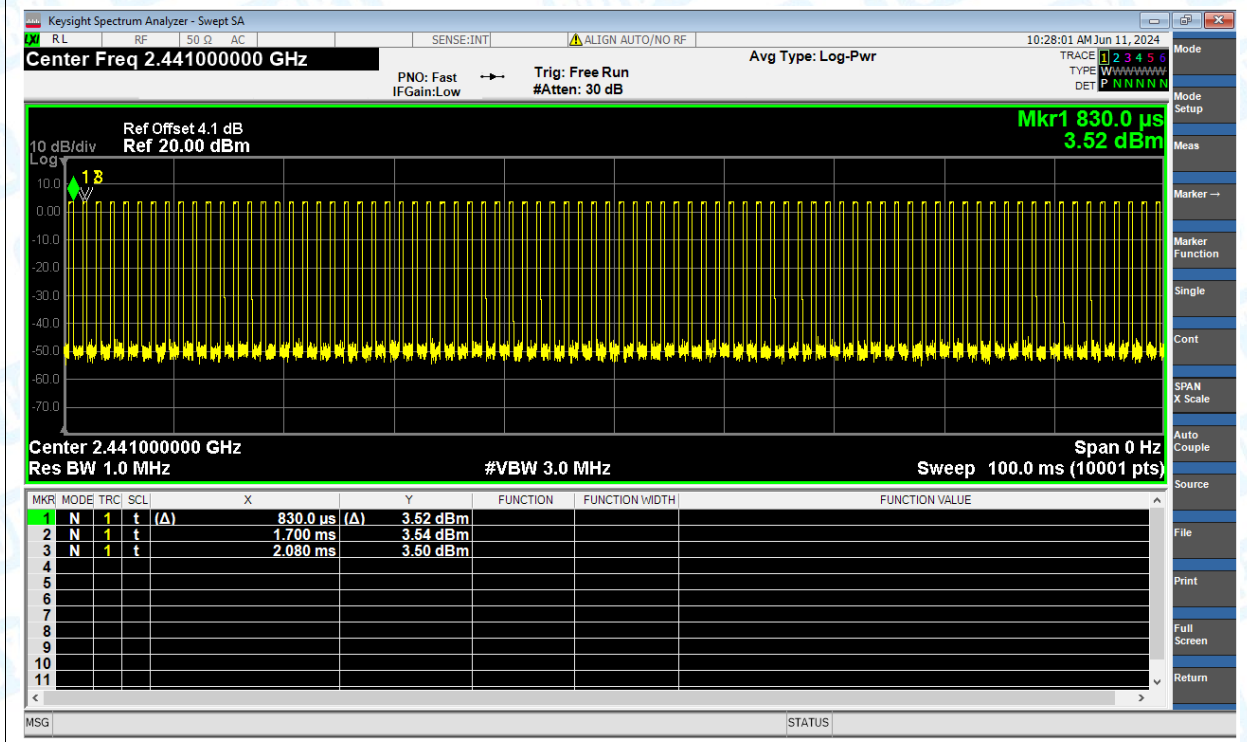 Keysight Spectrum Analyzer - Swept SA
LXI RL RF 50 Ω AC SENSE:INT ALIGN AUTO/NO RF 10:28:01 AM Jun 11, 2024
Center Freq 2.441000000 GHz
Avg Type: Log-Pwr
TRACE 1 2 3 4 5 6
TYPE WWWWWW
DET P NNNNN
PNO: Fast
IFGain:Low
Trig: Free Run
#Atten: 30 dB
Mkr1 830.0 µs
3.52 dBm
Ref Offset 4.1 dB
10 dB/div Ref 20.00 dBm
Log
10.0
0.00
-10.0
-20.0
-30.0
-40.0
-50.0
-60.0
-70.0
Center 2.441000000 GHz Span 0 Hz
Res BW 1.0 MHz #VBW 3.0 MHz Sweep 100.0 ms (10001 pts)
MKR MODE TRC SCL X Y FUNCTION FUNCTION WIDTH FUNCTION VALUE
1 N 1 t (Δ) 830.0 µs (Δ) 3.52 dBm
2 N 1 t 1.700 ms 3.54 dBm
3 N 1 t 2.080 ms 3.50 dBm
4
5
6
7
8
9
10
11
MSG STATUS
Mode
Mode
Setup
Meas
Marker →
Marker
Function
Single
Cont
SPAN
X Scale
Auto
Couple
Source
File
Print
Full
Screen
Return